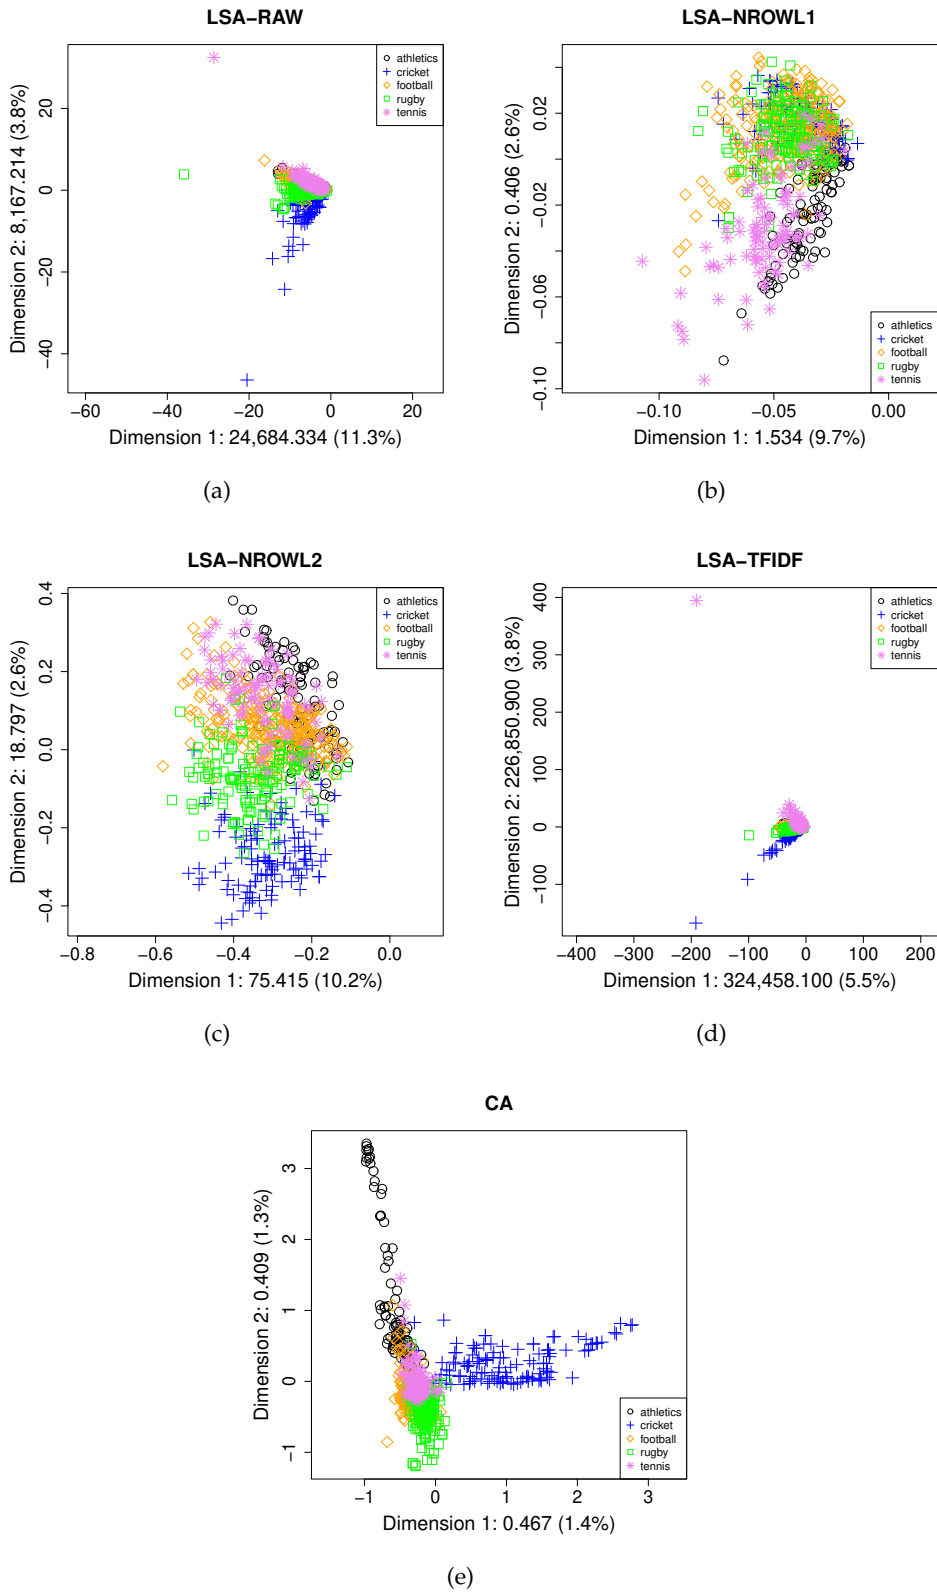 LSA−RAW
athletics
cricket
football
rugby
tennis
20
0
−20
−40
−60
−40
−20
0
20
Dimension 2: 8,167.214 (3.8%)
Dimension 1: 24,684.334 (11.3%)
(a)
LSA−NROWL1
0.02
−0.02
−0.06
−0.10
athletics
cricket
football
rugby
tennis
−0.10
−0.05
0.00
Dimension 2: 0.406 (2.6%)
Dimension 1: 1.534 (9.7%)
(b)
LSA−NROWL2
athletics
cricket
football
rugby
tennis
0.4
0.2
0.0
−0.2
−0.4
−0.8
−0.6
−0.4
−0.2
0.0
Dimension 2: 18.797 (2.6%)
Dimension 1: 75.415 (10.2%)
(c)
LSA−TFIDF
athletics
cricket
football
rugby
tennis
400
300
200
100
0
−100
−400
−300
−200
−100
0
100
200
Dimension 2: 226,850.900 (3.8%)
Dimension 1: 324,458.100 (5.5%)
(d)
CA
3
2
1
0
−1
athletics
cricket
football
rugby
tennis
−1
0
1
2
3
Dimension 2: 0.409 (1.3%)
Dimension 1: 0.467 (1.4%)
(e)